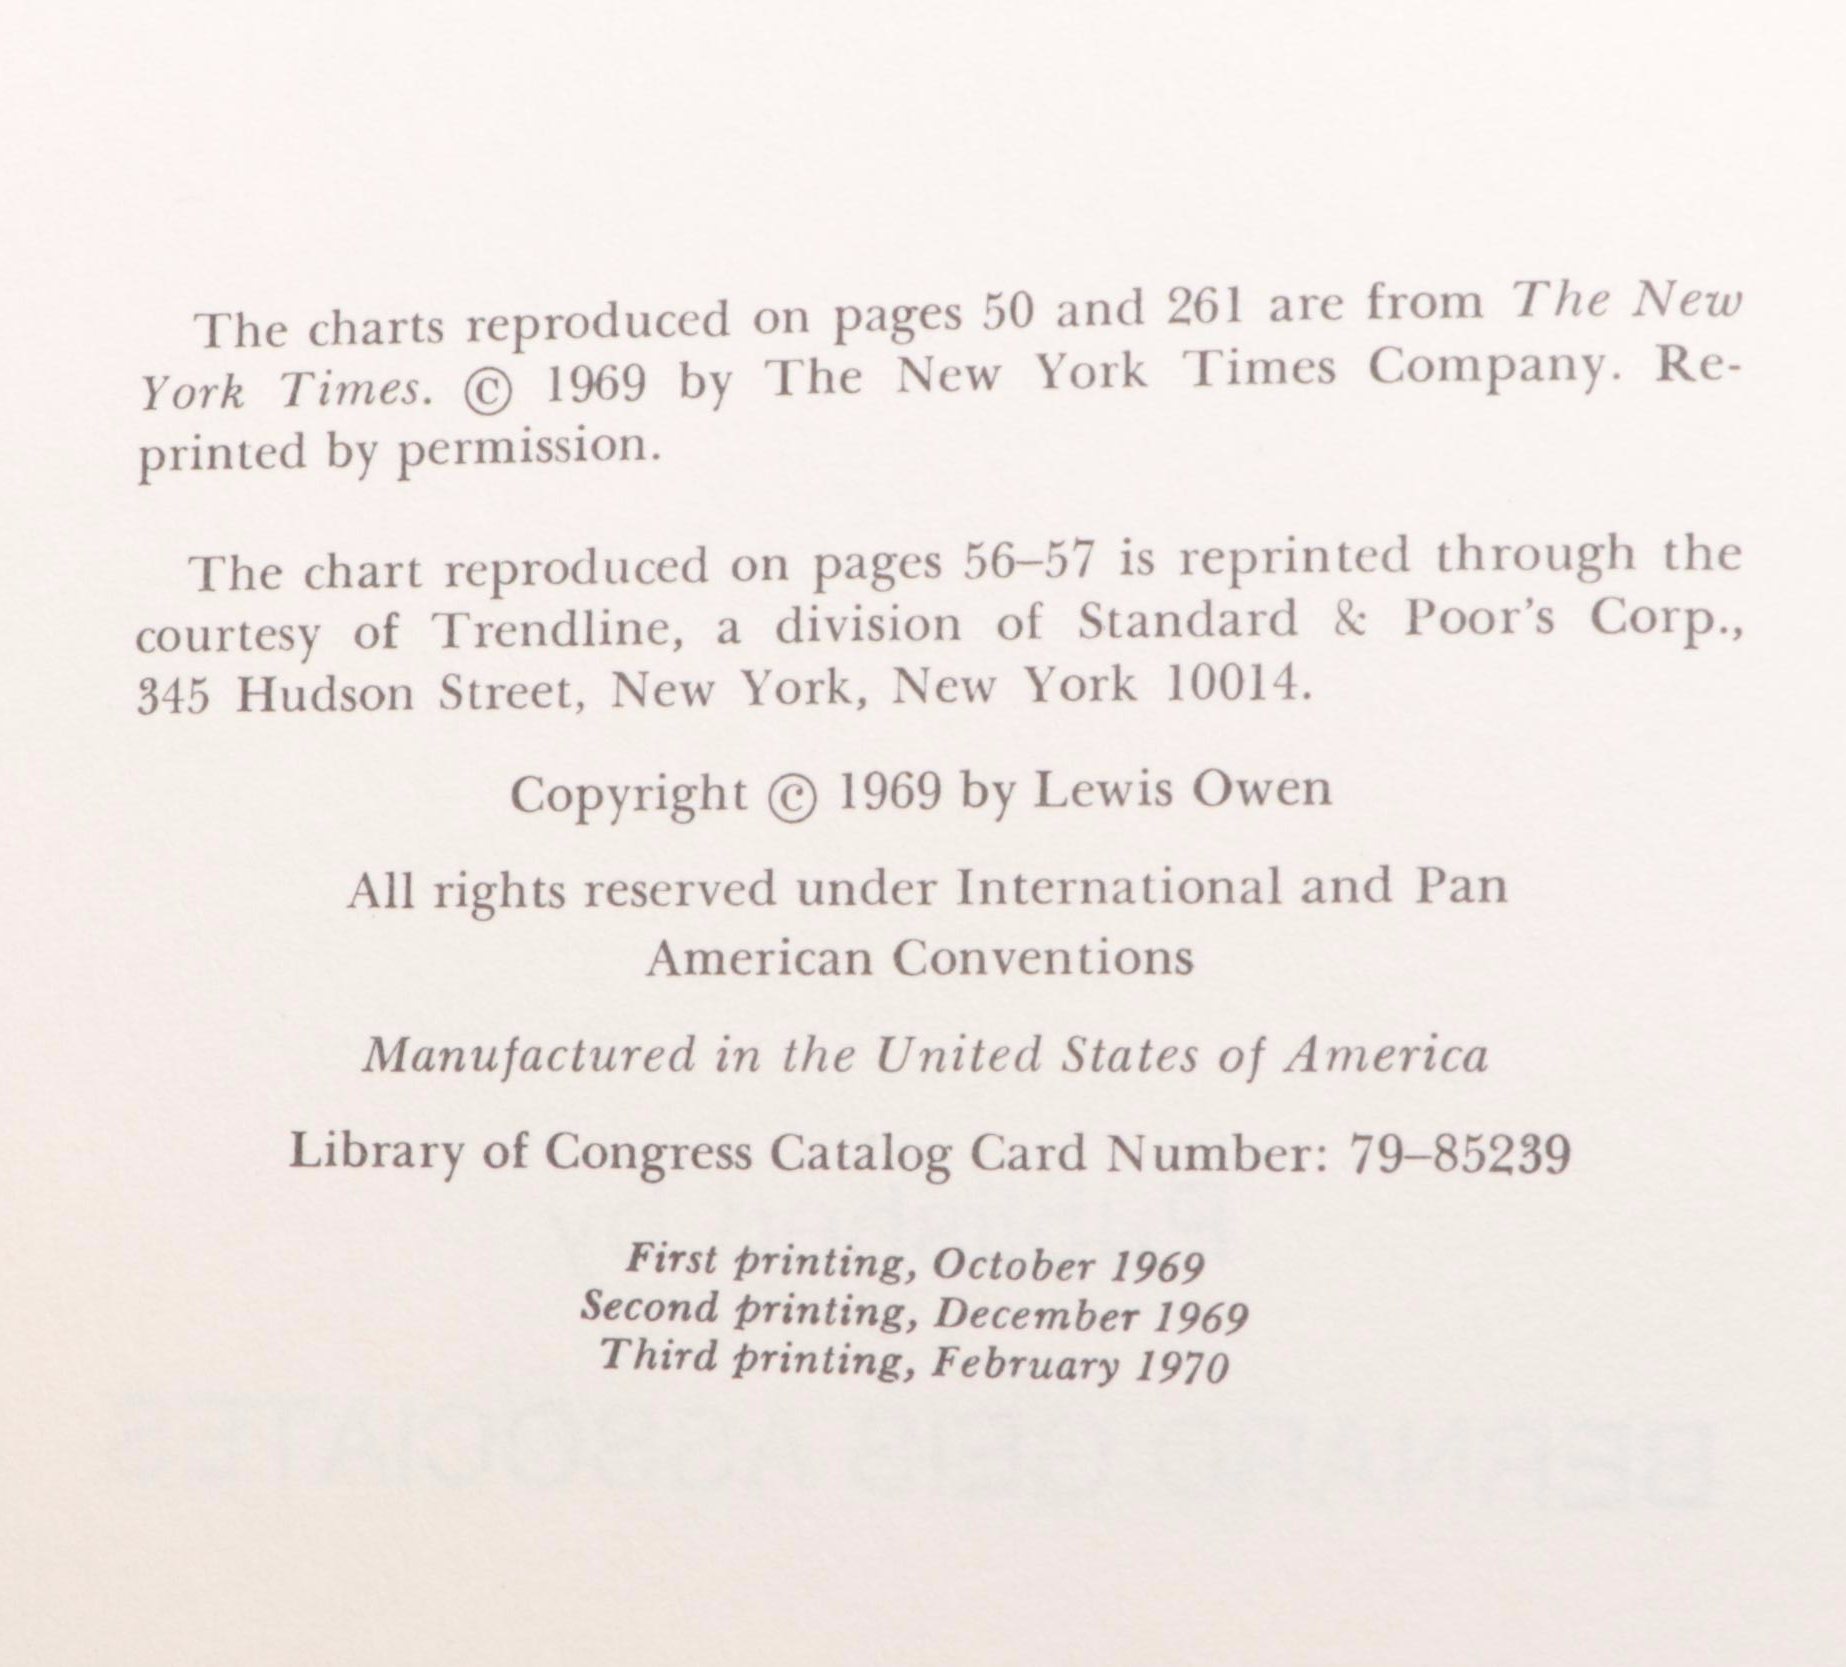 The charts reproduced on pages 50 and 261 are from The New
York Times. © 1969 by The New York Times Company. Re-
printed by permission.
The chart reproduced on pages 56–57 is reprinted through the
courtesy of Trendline, a division of Standard & Poor's Corp.,
345 Hudson Street, New York, New York 10014.
Copyright © 1969 by Lewis Owen
All rights reserved under International and Pan
American Conventions
Manufactured in the United States of America
Library of Congress Catalog Card Number: 79–85239
First printing, October 1969
Second printing, December 1969
Third printing, February 1970